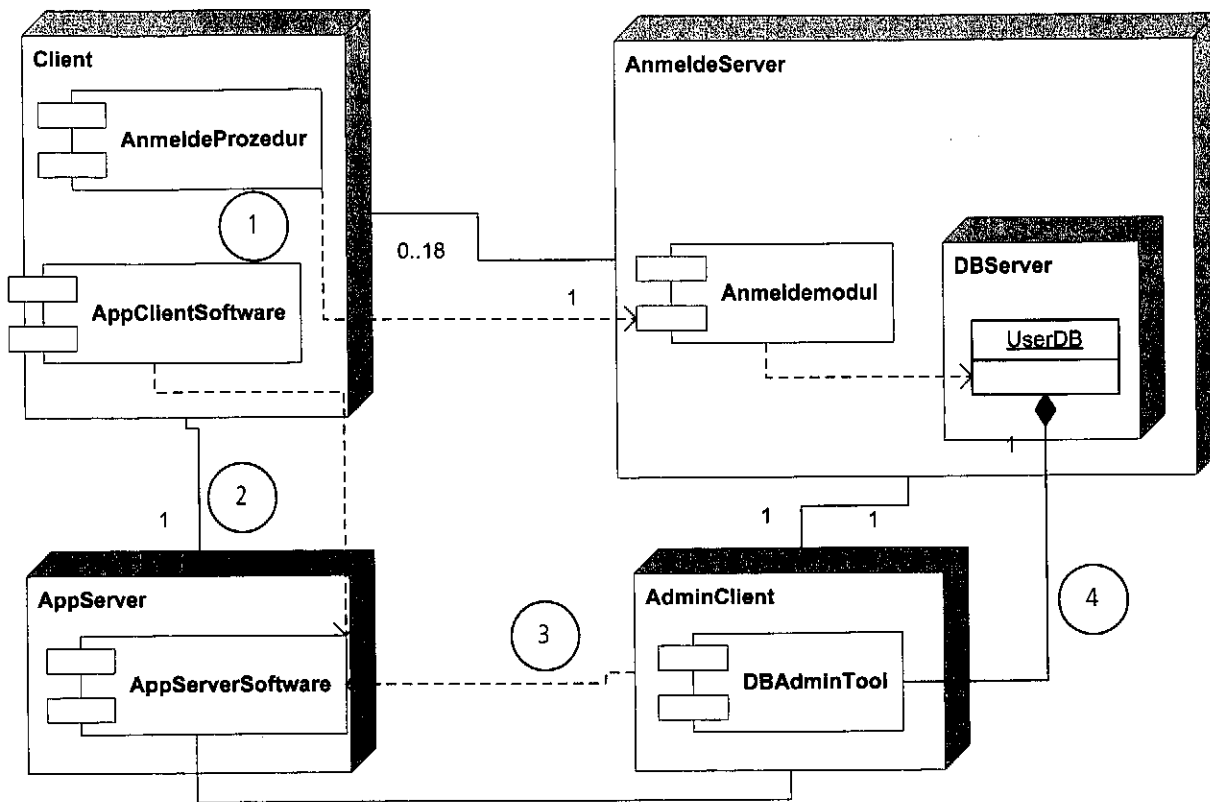 Client
AnmeldeProzedur
1
AppClientSoftware
0..18
1
AnmeldeServer
Anmeldemodul
DBServer
UserDB
1
2
1
1
1
AppServer
AppServerSoftware
3
AdminClient
DBAdminTool
4